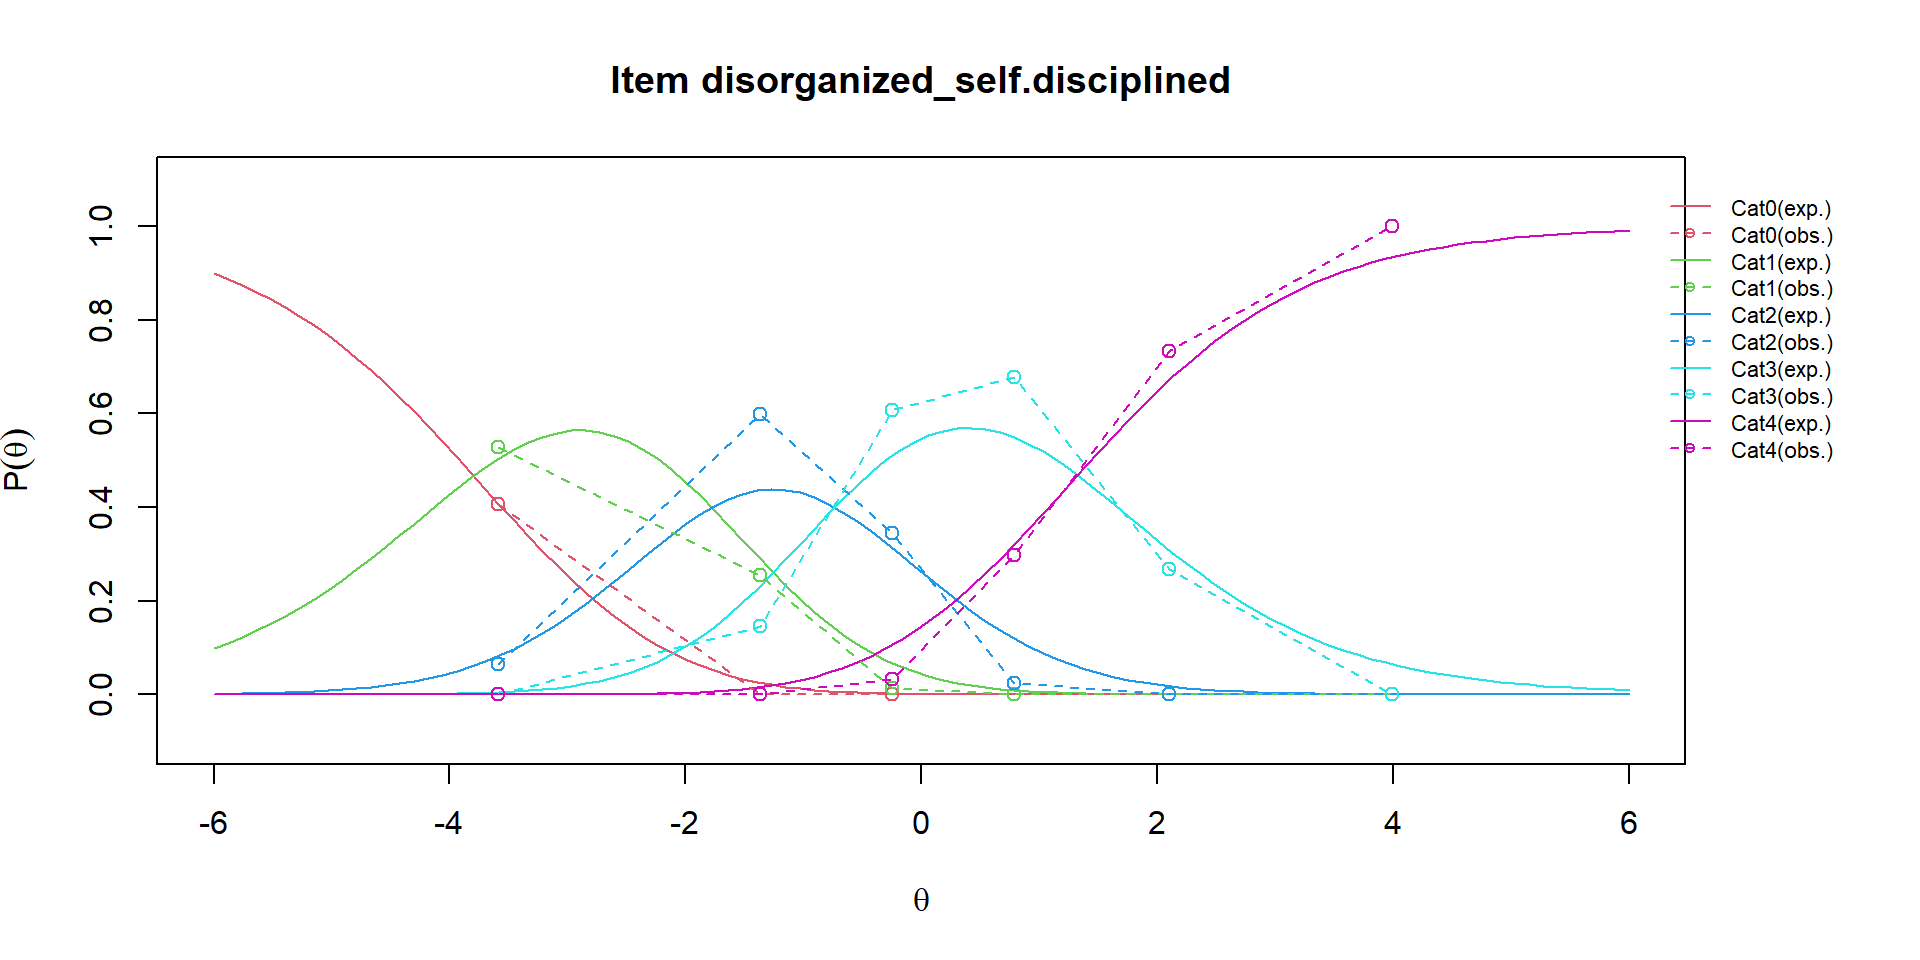 Item disorganized_self.disciplined
P(θ)
1.0
0.8
0.6
0.4
0.2
0.0
-6 -4 -2 0 2 4 6
θ
Cat0(exp.)
Cat0(obs.)
Cat1(exp.)
Cat1(obs.)
Cat2(exp.)
Cat2(obs.)
Cat3(exp.)
Cat3(obs.)
Cat4(exp.)
Cat4(obs.)